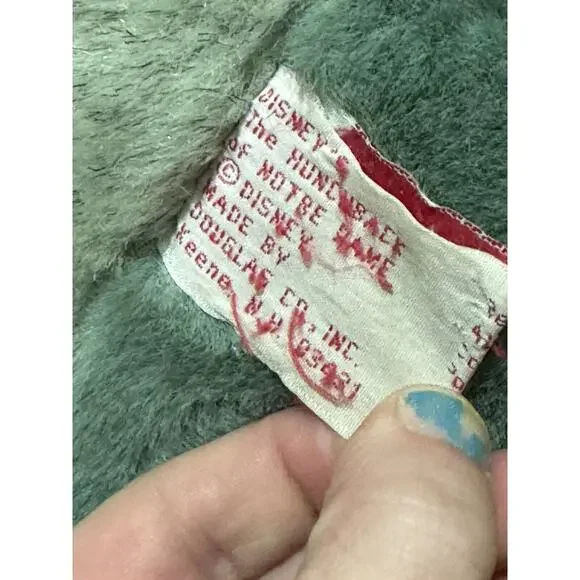 DISNEY'S
The HUNCHBACK
of NOTRE DAME
© DISNEY
MADE BY
DOUGLAS CO. INC.
Keene, N.H. 03431